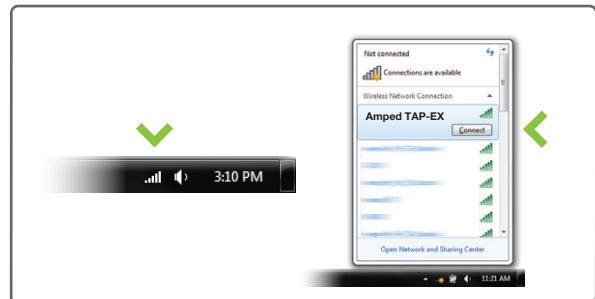 3:10 PM
Not connected
Connections are available
Wireless Network Connection
Amped TAP-EX
Connect
Open Network and Sharing Center
11:21 AM